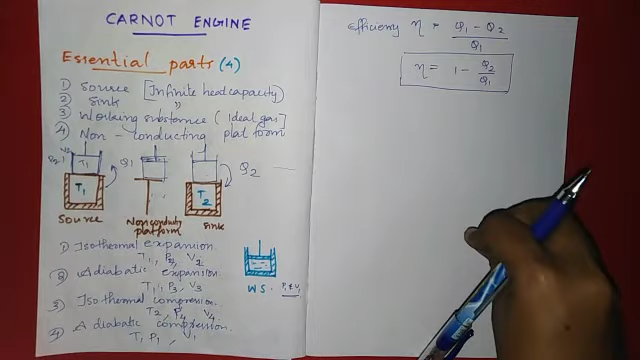 CARNOT ENGINE
Essential parts (4)
1) Source [Infinite heat capacity)
2) Sink "
3) Working substance (Ideal gas]
4) Non - conducting platform
T1
Q1
Q2
T1
T2
Source
Non conducting
platform
Sink
1) Isothermal expansion
T1, P2, V2
2) Adiabatic expansion
T1, P3, V3
3) Isothermal compression.
T2, P4, V4
4) Adiabatic compression.
T, P1,
W S. P1 & V1
Efficiency η = Q1 - Q2 / Q1
η = 1 - Q2 / Q1